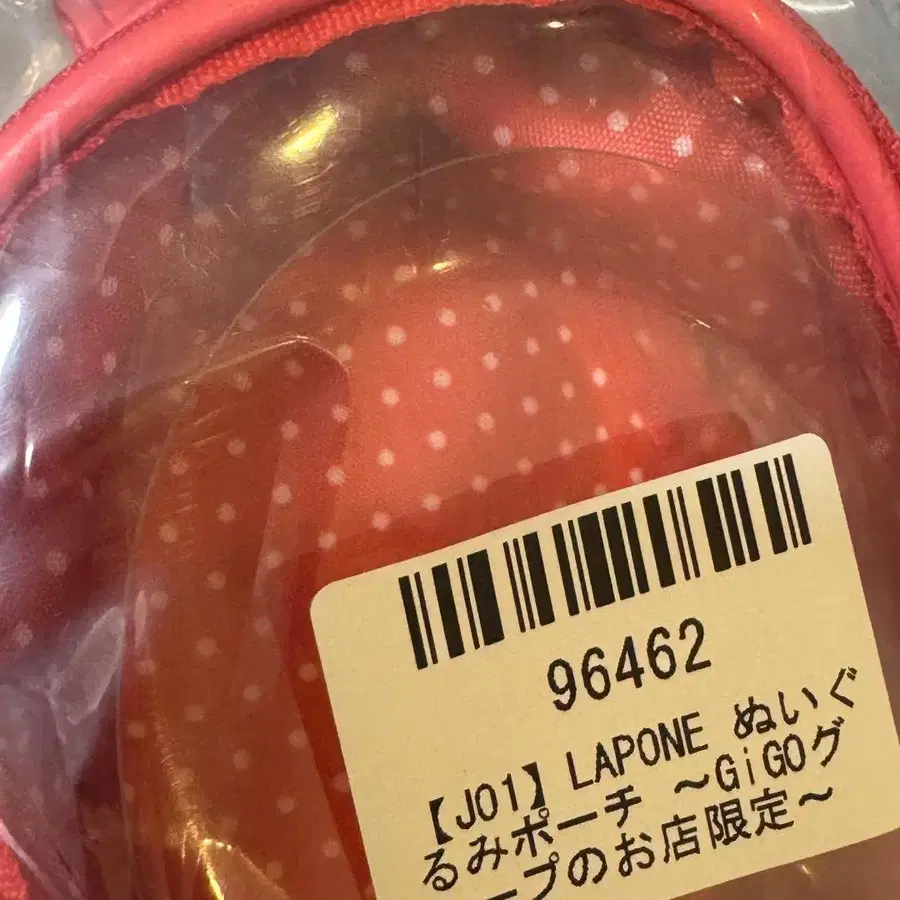 96462
【JO1】LAPONE ぬいぐ
るみポーチ ～GiGOグ
ープのお店限定～